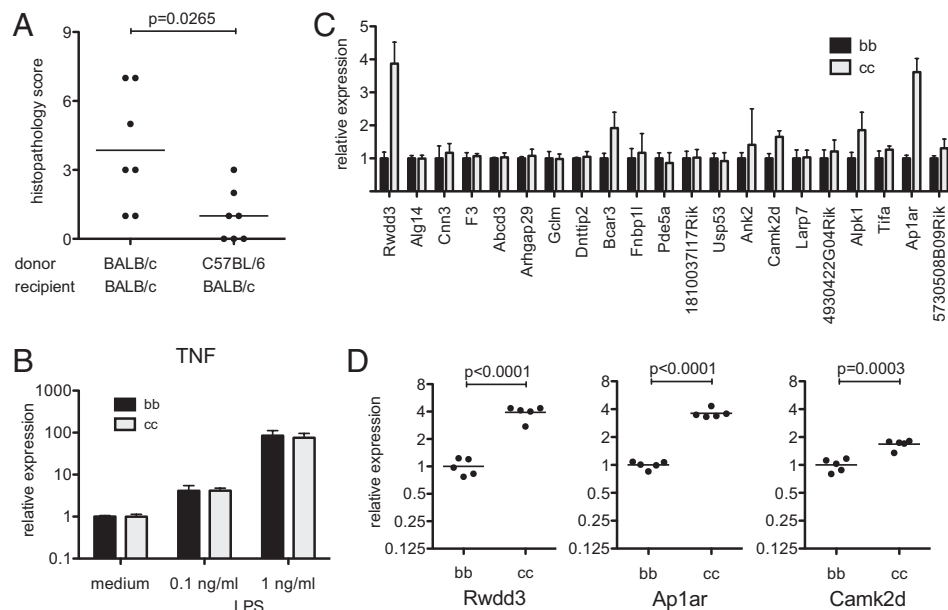 A
p=0.0265
histopathology score
9
6
3
0
donor BALB/c C57BL/6
recipient BALB/c BALB/c
C
relative expression
5
4
3
2
1
bb
cc
Rwdd3
Alg14
Cnn3
F3
Abcd3
Arhgap29
Gclm
Dnttip2
Bcar3
Fnbp1l
Pde5a
1810037I17Rik
Usp53
Ank2
Camk2d
Larp7
4930422G04Rik
Alpk1
Tifa
Ap1ar
5730508B09Rik
B
TNF
relative expression
1000
100
10
1
0.1
bb
cc
medium 0.1 ng/ml 1 ng/ml
LPS
D
relative expression
p<0.0001
8
4
2
1
0.5
0.25
0.125
bb cc
Rwdd3
p<0.0001
8
4
2
1
0.5
0.25
0.125
bb cc
Ap1ar
p=0.0003
8
4
2
1
0.5
0.25
0.125
bb cc
Camk2d